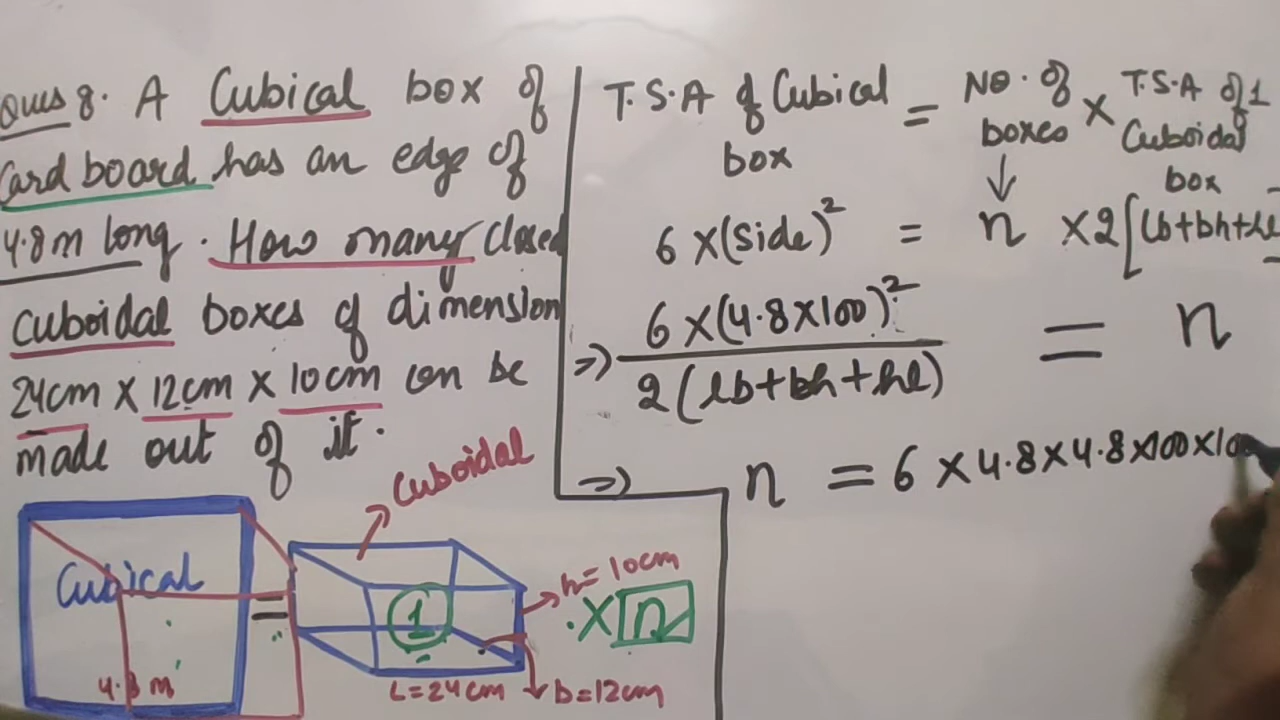 Ques 8. A Cubical box of
Card board has an edge of
4.8m long. How many closed
cuboidal boxes of dimension
24cm × 12cm × 10cm can be
made out of it.
Cuboidal
Cubical
4.8 m
=
1
h=10cm
.× n
L=24cm
b=12cm
T.S.A of Cubical box = NO. of boxes × T.S.A of 1 Cuboidal box
↓
6 ×(side)² = n ×2[lb+bh+hl]
=) 6 ×(4.8×100)² / 2(lb+bh+hl) = n
=) n = 6 × 4.8 × 4.8 ×100×100